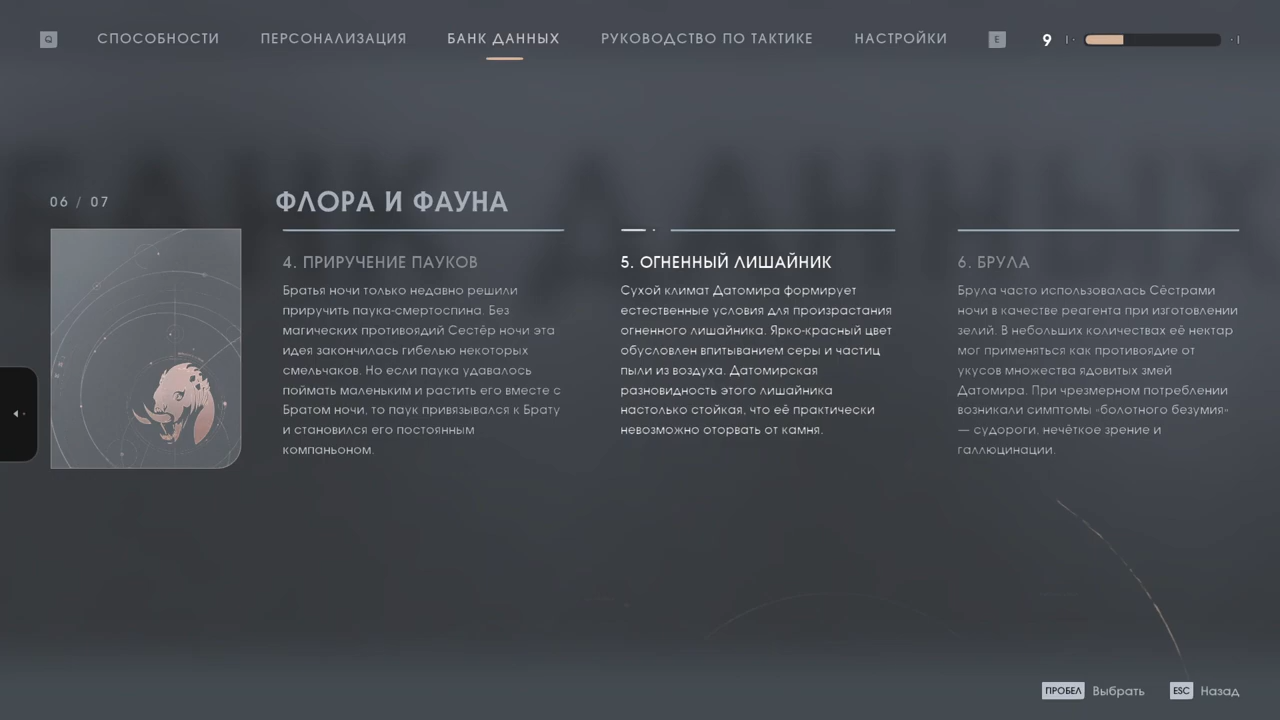 Q СПОСОБНОСТИ ПЕРСОНАЛИЗАЦИЯ БАНК ДАННЫХ РУКОВОДСТВО ПО ТАКТИКЕ НАСТРОЙКИ E 9
БАНК ДАННЫХ
06 / 07
ФЛОРА И ФАУНА
4. ПРИРУЧЕНИЕ ПАУКОВ
Братья ночи только недавно решили
приручить паука-смертоспина. Без
магических противоядий Сестёр ночи эта
идея закончилась гибелью некоторых
смельчаков. Но если паука удавалось
поймать маленьким и растить его вместе с
Братом ночи, то паук привязывался к Брату
и становился его постоянным
компаньоном.
5. ОГНЕННЫЙ ЛИШАЙНИК
Сухой климат Датомира формирует
естественные условия для произрастания
огненного лишайника. Ярко-красный цвет
обусловлен впитыванием серы и частиц
пыли из воздуха. Датомирская
разновидность этого лишайника
настолько стойкая, что её практически
невозможно оторвать от камня.
6. БРУЛА
Брула часто использовалась Сёстрами
ночи в качестве реагента при изготовлении
зелий. В небольших количествах её нектар
мог применяться как противоядие от
укусов множества ядовитых змей
Датомира. При чрезмерном потреблении
возникали симптомы «болотного безумия»
— судороги, нечёткое зрение и
галлюцинации.
ПРОБЕЛ Выбрать ESC Назад